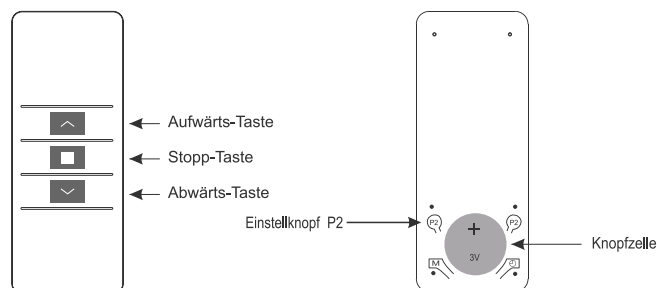 Aufwärts-Taste
Stopp-Taste
Abwärts-Taste
Einstellknopf P2
P2 P2
+
3V
Knopfzelle
M